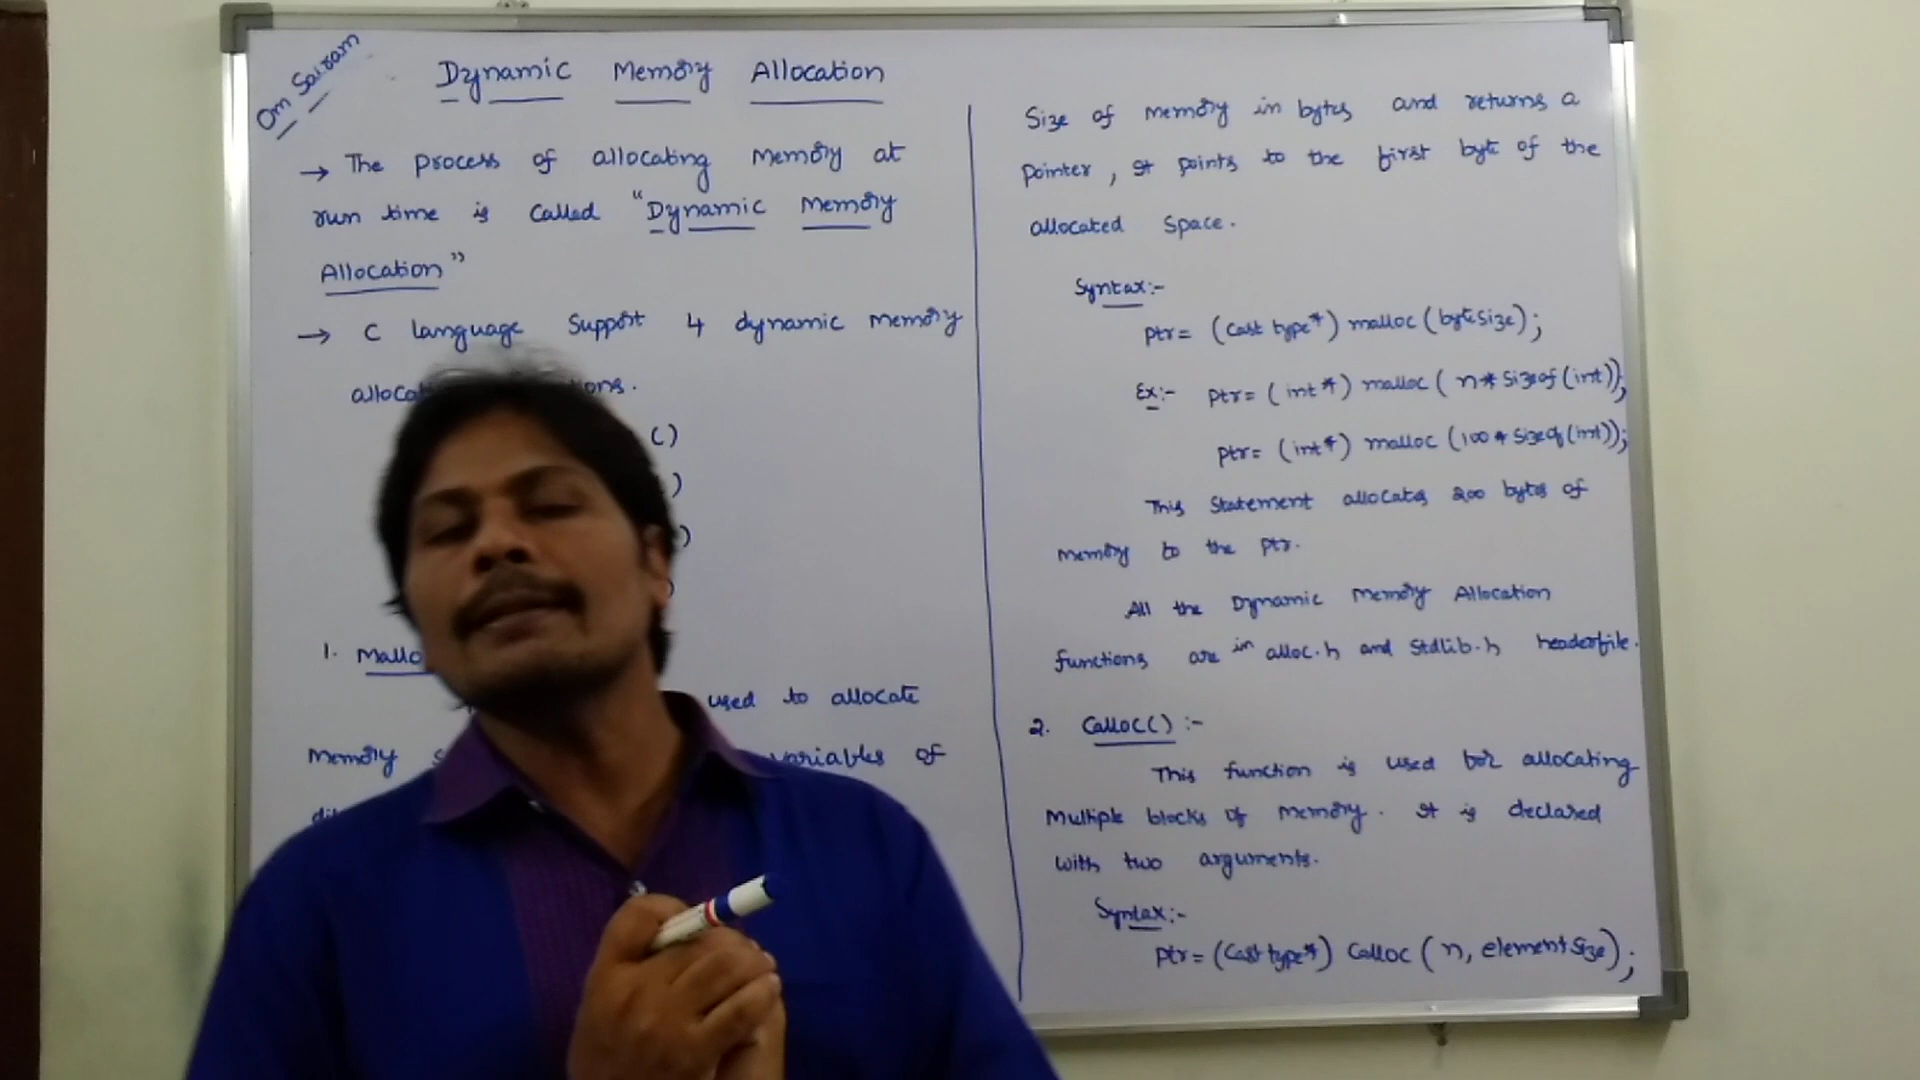 Om Sairam
Dynamic Memory Allocation
→ The process of allocating Memory at
run time is called "Dynamic Memory
Allocation"
→ C language Support 4 dynamic memory
()
)
)
)
1.
used to allocate
Memory variables of
Size of memory in bytes and returns a
pointer, it points to the first byte of the
allocated space.
Syntax:-
Ptr = (Cast type*) malloc (byte size);
Ex:- Ptr = (int *) malloc ( n* Sizeof (int));
Ptr = (int *) malloc (100 * Sizeof (int));
This Statement allocates 200 bytes of
memory to the ptr.
All the Dynamic Memory Allocation
functions are in alloc.h and Stdlib.h headerfile.
2. Calloc() :-
This function is used for allocating
Multiple blocks of memory. It is declared
with two arguments.
Syntax:-
Ptr = (Cast type*) Calloc (n, element Size);